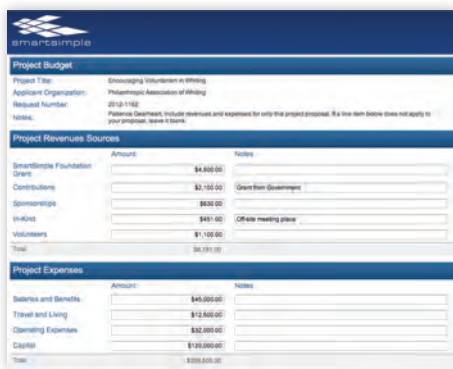 smartsimple
Project Budget
Project Title: Encouraging Volunteerism in Whiting
Applicant Organization: Philanthropic Association of Whiting
Request Number: 2012-1162
Notes: Patience Gearheart, include revenues and expenses for only this project proposal. If a line item below does not apply to
your proposal, leave it blank.
Project Revenues Sources
Amount Notes
SmartSimple Foundation
Grant $4,500.00
Contributions $2,100.00 Grant from Government
Sponsorships $630.00
In-Kind $451.00 Off-site meeting place
Volunteers $1,100.00
Total
Project Expenses
Amount Notes
Salaries and Benefits $45,000.00
Travel and Living $12,500.00
Operating Expenses $32,000.00
Capital $120,000.00
Total